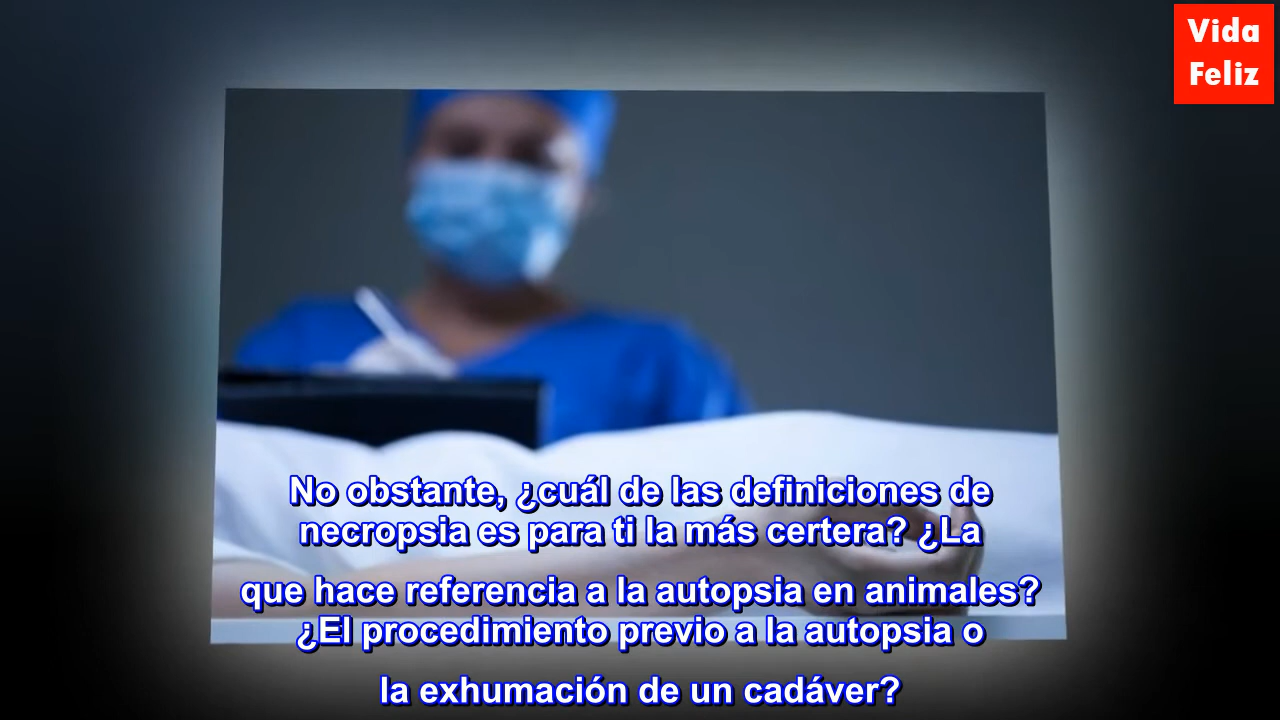 Vida
Feliz
No obstante, ¿cuál de las definiciones de
necropsia es para ti la más certera? ¿La
que hace referencia a la autopsia en animales?
¿El procedimiento previo a la autopsia o
la exhumación de un cadáver?